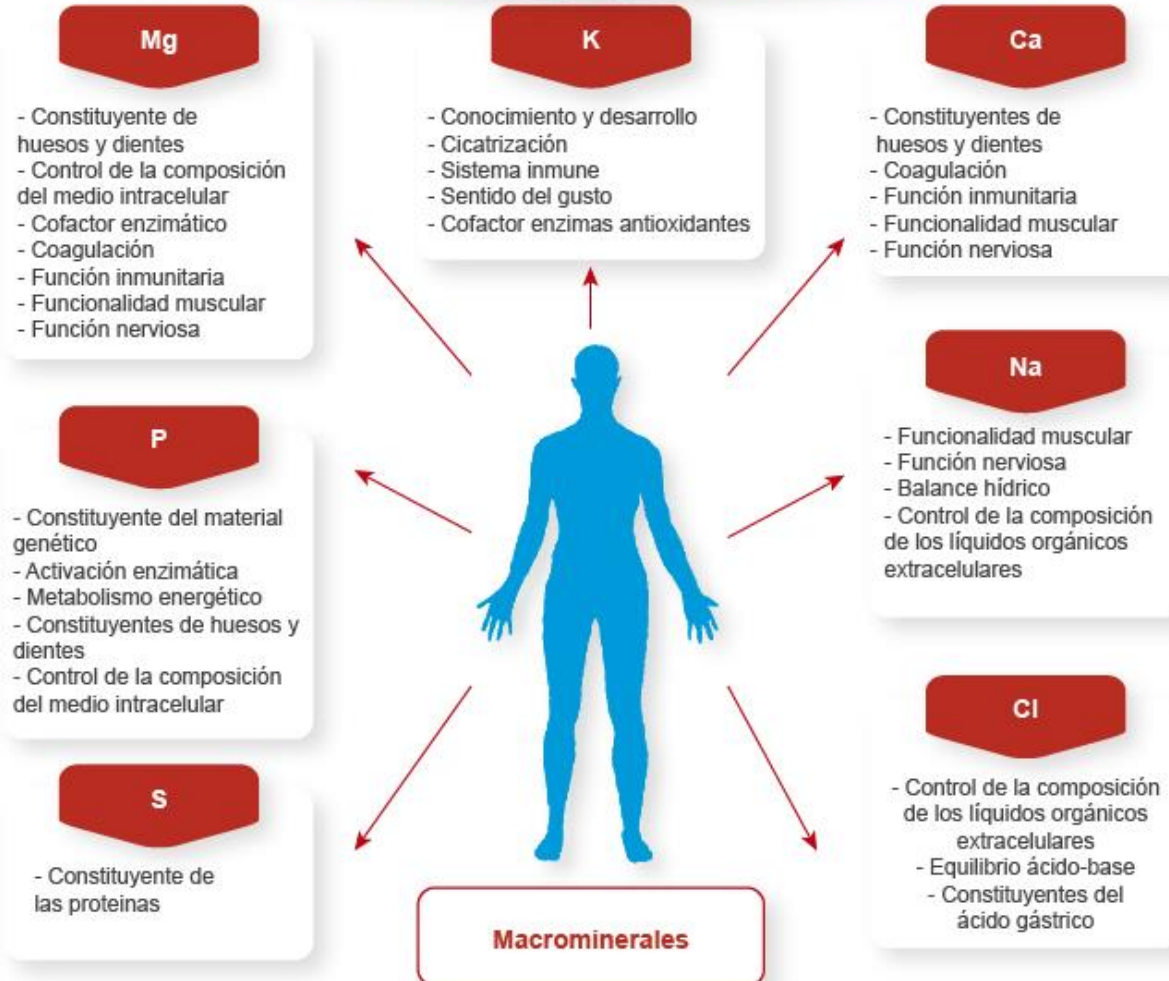 Mg
- Constituyente de
huesos y dientes
- Control de la composición
del medio intracelular
- Cofactor enzimático
- Coagulación
- Función inmunitaria
- Funcionalidad muscular
- Función nerviosa
K
- Conocimiento y desarrollo
- Cicatrización
- Sistema inmune
- Sentido del gusto
- Cofactor enzimas antioxidantes
Ca
- Constituyentes de
huesos y dientes
- Coagulación
- Función inmunitaria
- Funcionalidad muscular
- Función nerviosa
P
- Constituyente del material
genético
- Activación enzimática
- Metabolismo energético
- Constituyentes de huesos y
dientes
- Control de la composición
del medio intracelular
Na
- Funcionalidad muscular
- Función nerviosa
- Balance hídrico
- Control de la composición
de los líquidos orgánicos
extracelulares
S
- Constituyente de
las proteinas
Cl
- Control de la composición
de los líquidos orgánicos
extracelulares
- Equilibrio ácido-base
- Constituyentes del
ácido gástrico
Macrominerales